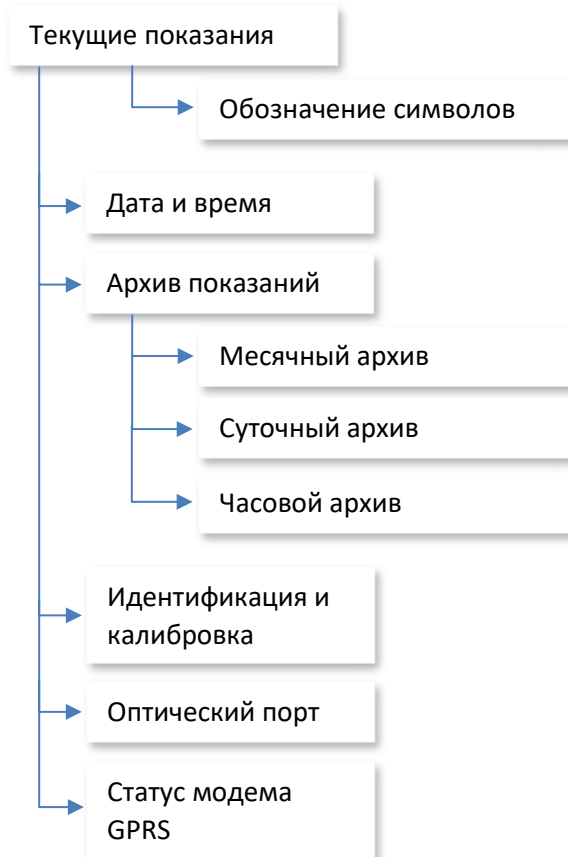 Текущие показания
Обозначение символов
Дата и время
Архив показаний
Месячный архив
Суточный архив
Часовой архив
Идентификация и
калибровка
Оптический порт
Статус модема
GPRS